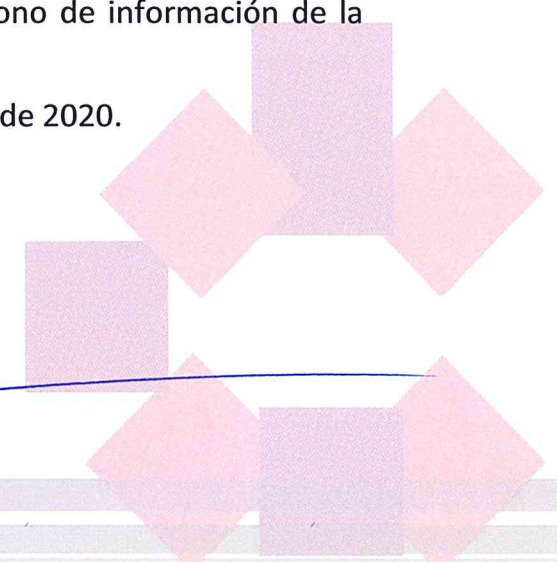 ono de información de la
de 2020.